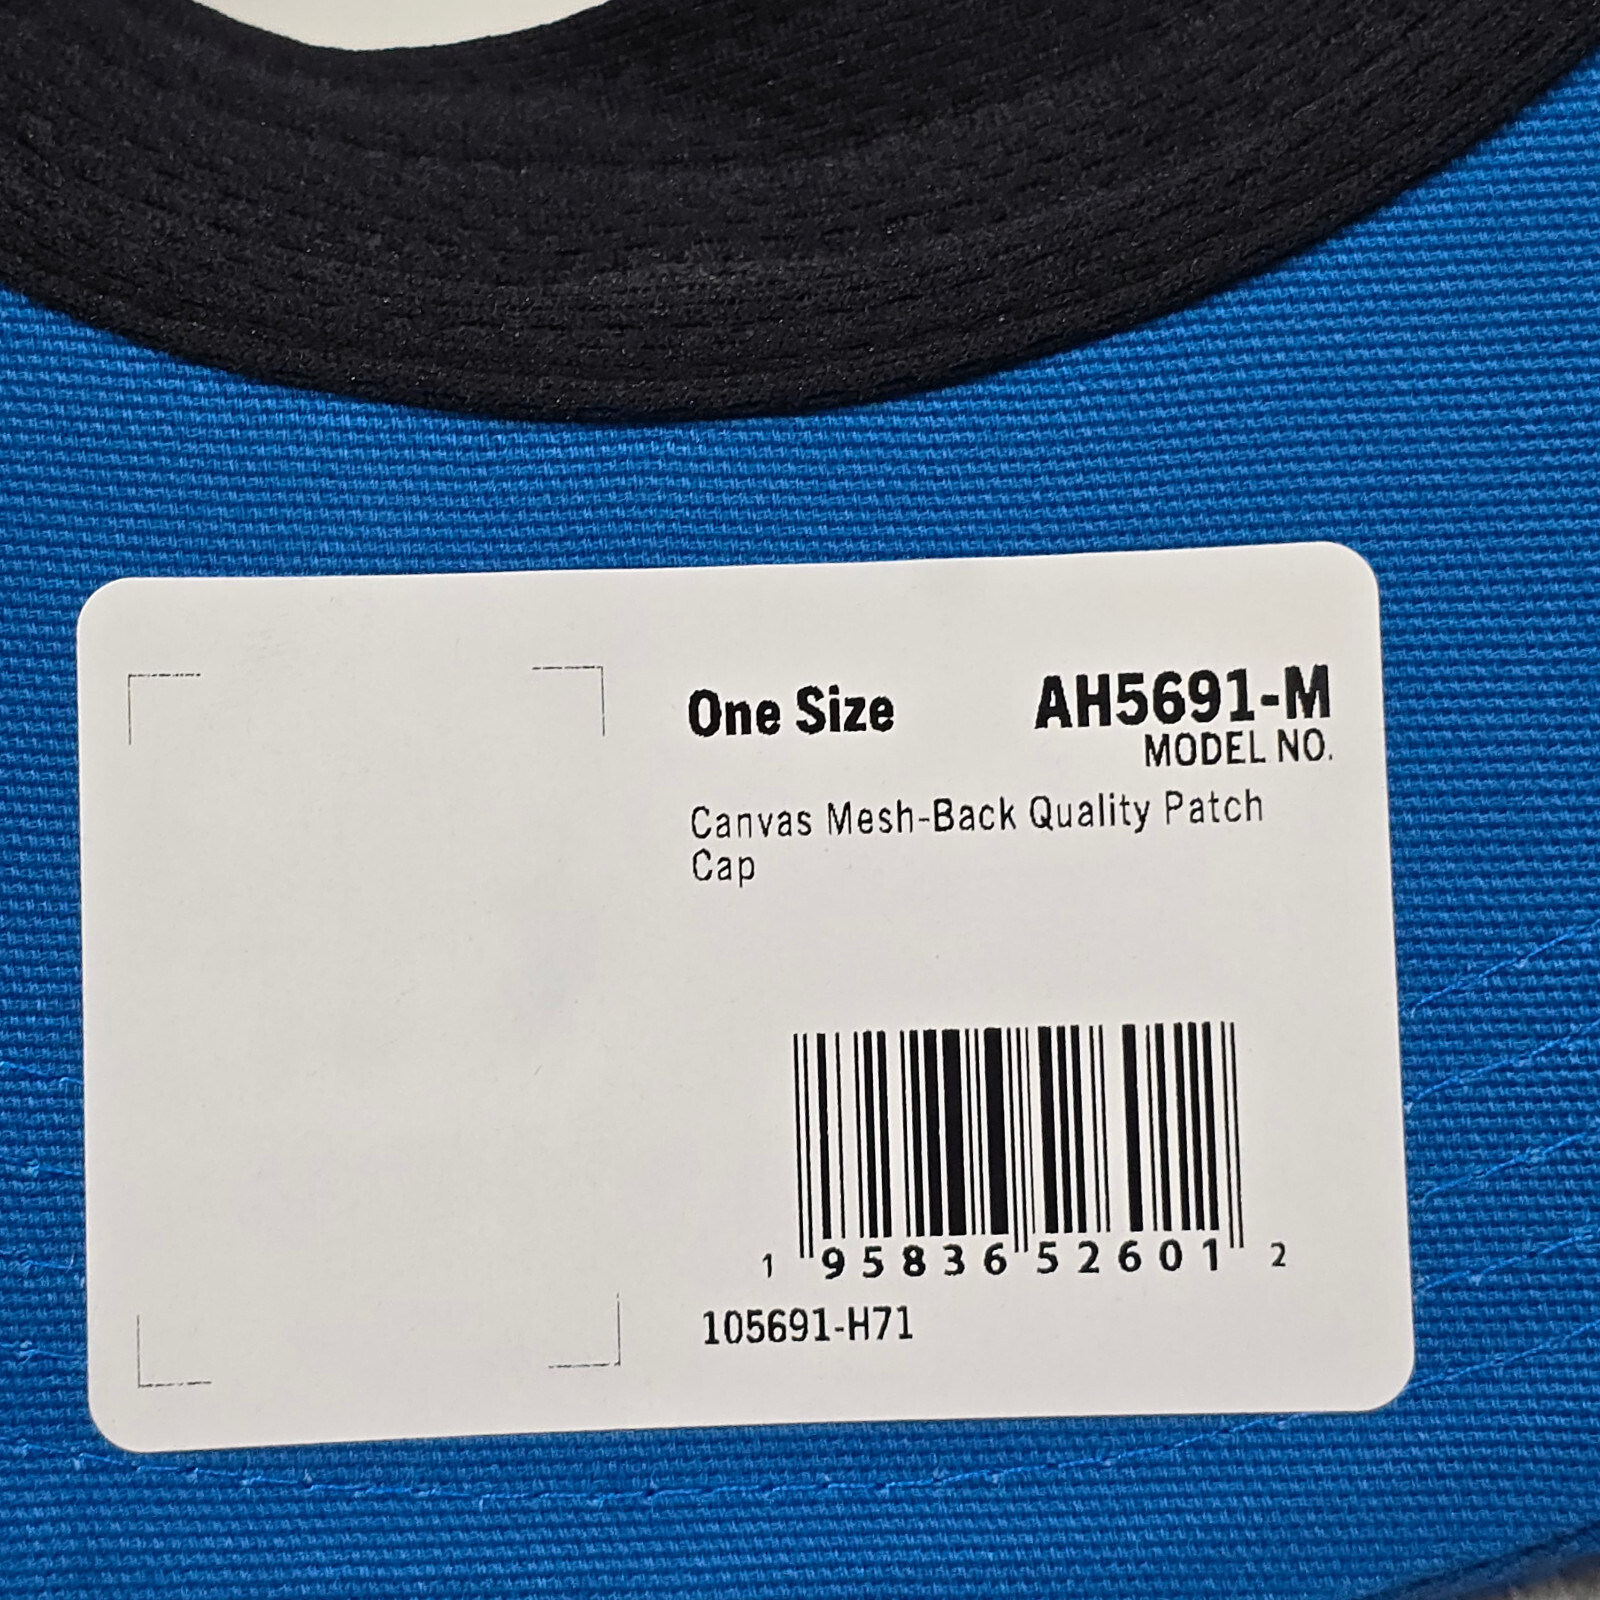 One Size AH5691-M
MODEL NO.
Canvas Mesh-Back Quality Patch
Cap
1 95836 52601 2
105691-H71